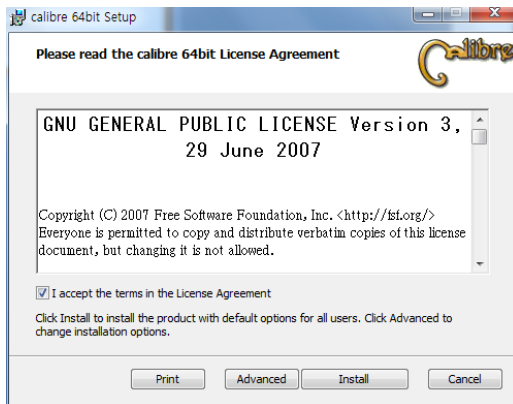 calibre 64bit Setup
Please read the calibre 64bit License Agreement
Calibre
GNU GENERAL PUBLIC LICENSE Version 3,
29 June 2007
Copyright (C) 2007 Free Software Foundation, Inc. <http://fsf.org/>
Everyone is permitted to copy and distribute verbatim copies of this license
document, but changing it is not allowed.
I accept the terms in the License Agreement
Click Install to install the product with default options for all users. Click Advanced to
change installation options.
Print
Advanced
Install
Cancel